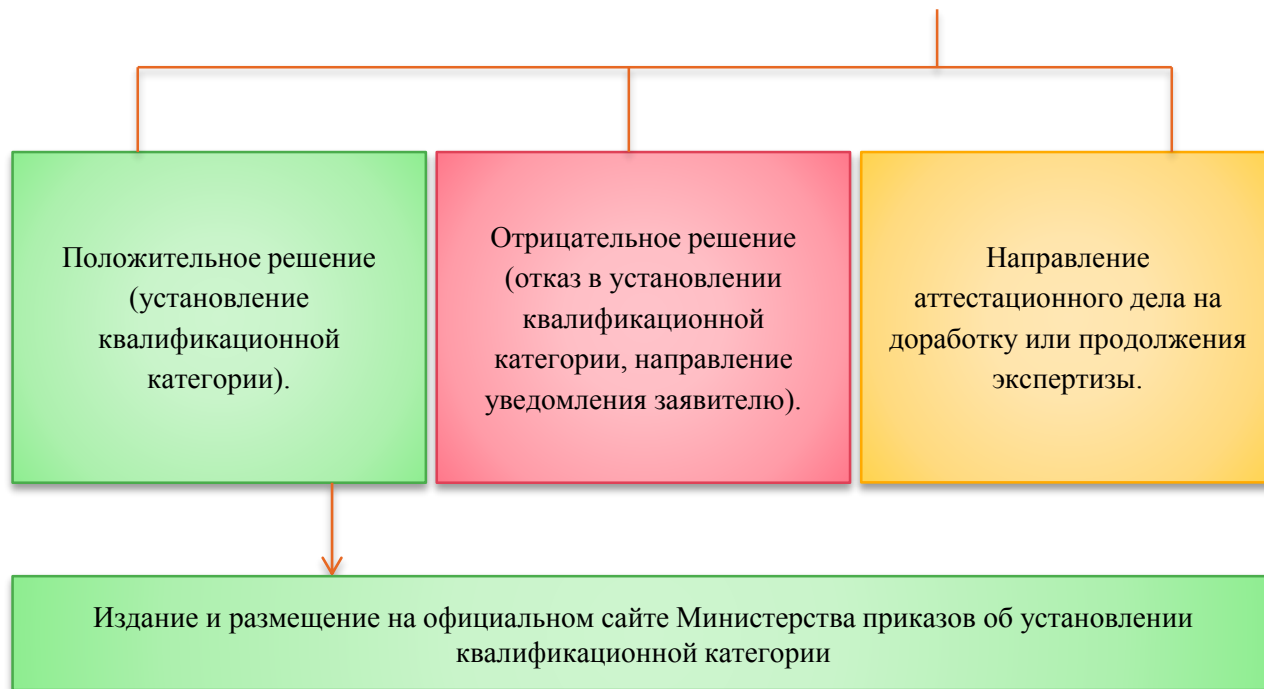 Положительное решение
(установление
квалификационной
категории).
Отрицательное решение
(отказ в установлении
квалификационной
категории, направление
уведомления заявителю).
Направление
аттестационного дела на
доработку или продолжения
экспертизы.
Издание и размещение на официальном сайте Министерства приказов об установлении
квалификационной категории